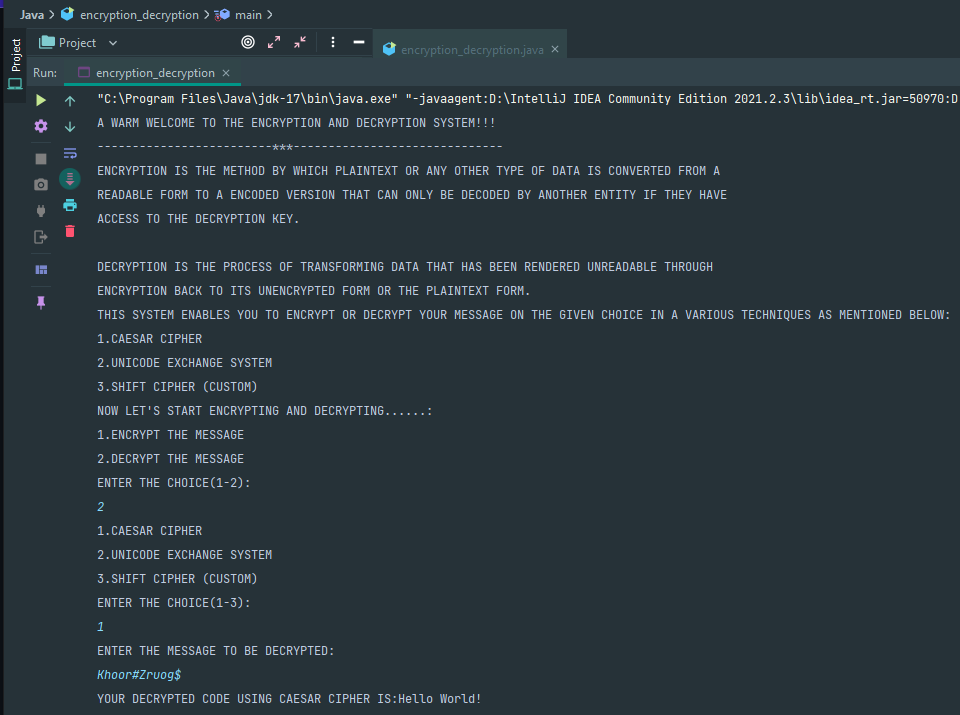 Java > encryption_decryption > main >
Project
Project
encryption_decryption.java ×
Run: encryption_decryption ×
"C:\Program Files\Java\jdk-17\bin\java.exe" "-javaagent:D:\IntelliJ IDEA Community Edition 2021.2.3\lib\idea_rt.jar=50970:D
A WARM WELCOME TO THE ENCRYPTION AND DECRYPTION SYSTEM!!!
-------------------------***------------------------------
ENCRYPTION IS THE METHOD BY WHICH PLAINTEXT OR ANY OTHER TYPE OF DATA IS CONVERTED FROM A
READABLE FORM TO A ENCODED VERSION THAT CAN ONLY BE DECODED BY ANOTHER ENTITY IF THEY HAVE
ACCESS TO THE DECRYPTION KEY.
DECRYPTION IS THE PROCESS OF TRANSFORMING DATA THAT HAS BEEN RENDERED UNREADABLE THROUGH
ENCRYPTION BACK TO ITS UNENCRYPTED FORM OR THE PLAINTEXT FORM.
THIS SYSTEM ENABLES YOU TO ENCRYPT OR DECRYPT YOUR MESSAGE ON THE GIVEN CHOICE IN A VARIOUS TECHNIQUES AS MENTIONED BELOW:
1.CAESAR CIPHER
2.UNICODE EXCHANGE SYSTEM
3.SHIFT CIPHER (CUSTOM)
NOW LET'S START ENCRYPTING AND DECRYPTING......:
1.ENCRYPT THE MESSAGE
2.DECRYPT THE MESSAGE
ENTER THE CHOICE(1-2):
2
1.CAESAR CIPHER
2.UNICODE EXCHANGE SYSTEM
3.SHIFT CIPHER (CUSTOM)
ENTER THE CHOICE(1-3):
1
ENTER THE MESSAGE TO BE DECRYPTED:
Khoor#Zruog$
YOUR DECRYPTED CODE USING CAESAR CIPHER IS:Hello World!